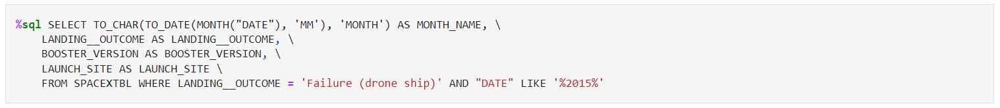 %sql SELECT TO_CHAR(TO_DATE(MONTH("DATE"), 'MM'), 'MONTH') AS MONTH_NAME, \
LANDING__OUTCOME AS LANDING__OUTCOME, \
BOOSTER_VERSION AS BOOSTER_VERSION, \
LAUNCH_SITE AS LAUNCH_SITE \
FROM SPACEXTBL WHERE LANDING__OUTCOME = 'Failure (drone ship)' AND "DATE" LIKE '%2015%'